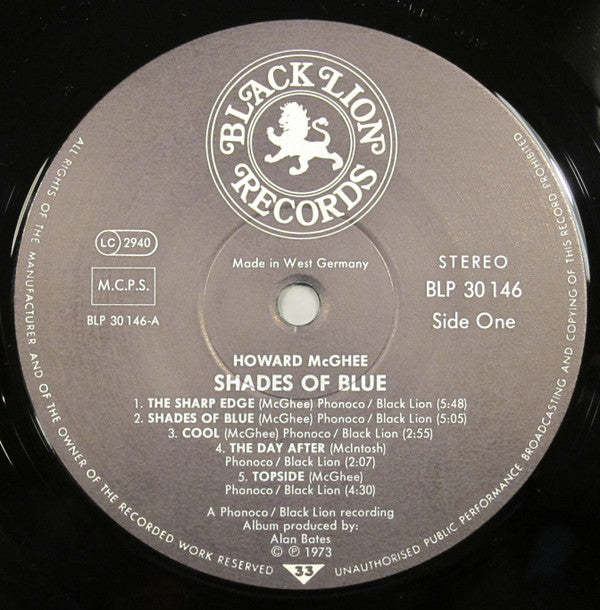 BLACK LION
RECORDS
LC 2940
M.C.P.S.
BLP 30 146-A
Made in West Germany
STEREO
BLP 30 146
Side One
HOWARD McGHEE
SHADES OF BLUE
1. THE SHARP EDGE (McGhee) Phonoco / Black Lion (5:48)
2. SHADES OF BLUE (McGhee) Phonoco / Black Lion (5:05)
3. COOL (McGhee) Phonoco / Black Lion (2:55)
4. THE DAY AFTER (McIntosh)
Phonoco / Black Lion (2:07)
5. TOPSIDE (McGhee)
Phonoco / Black Lion (4:30)
A Phonoco / Black Lion recording
Album produced by:
Alan Bates
© ℗ 1973
33
ALL RIGHTS OF THE MANUFACTURER AND OF THE OWNER OF THE RECORDED WORK RESERVED
UNAUTHORISED PUBLIC PERFORMANCE BROADCASTING AND COPYING OF THIS RECORD PROHIBITED